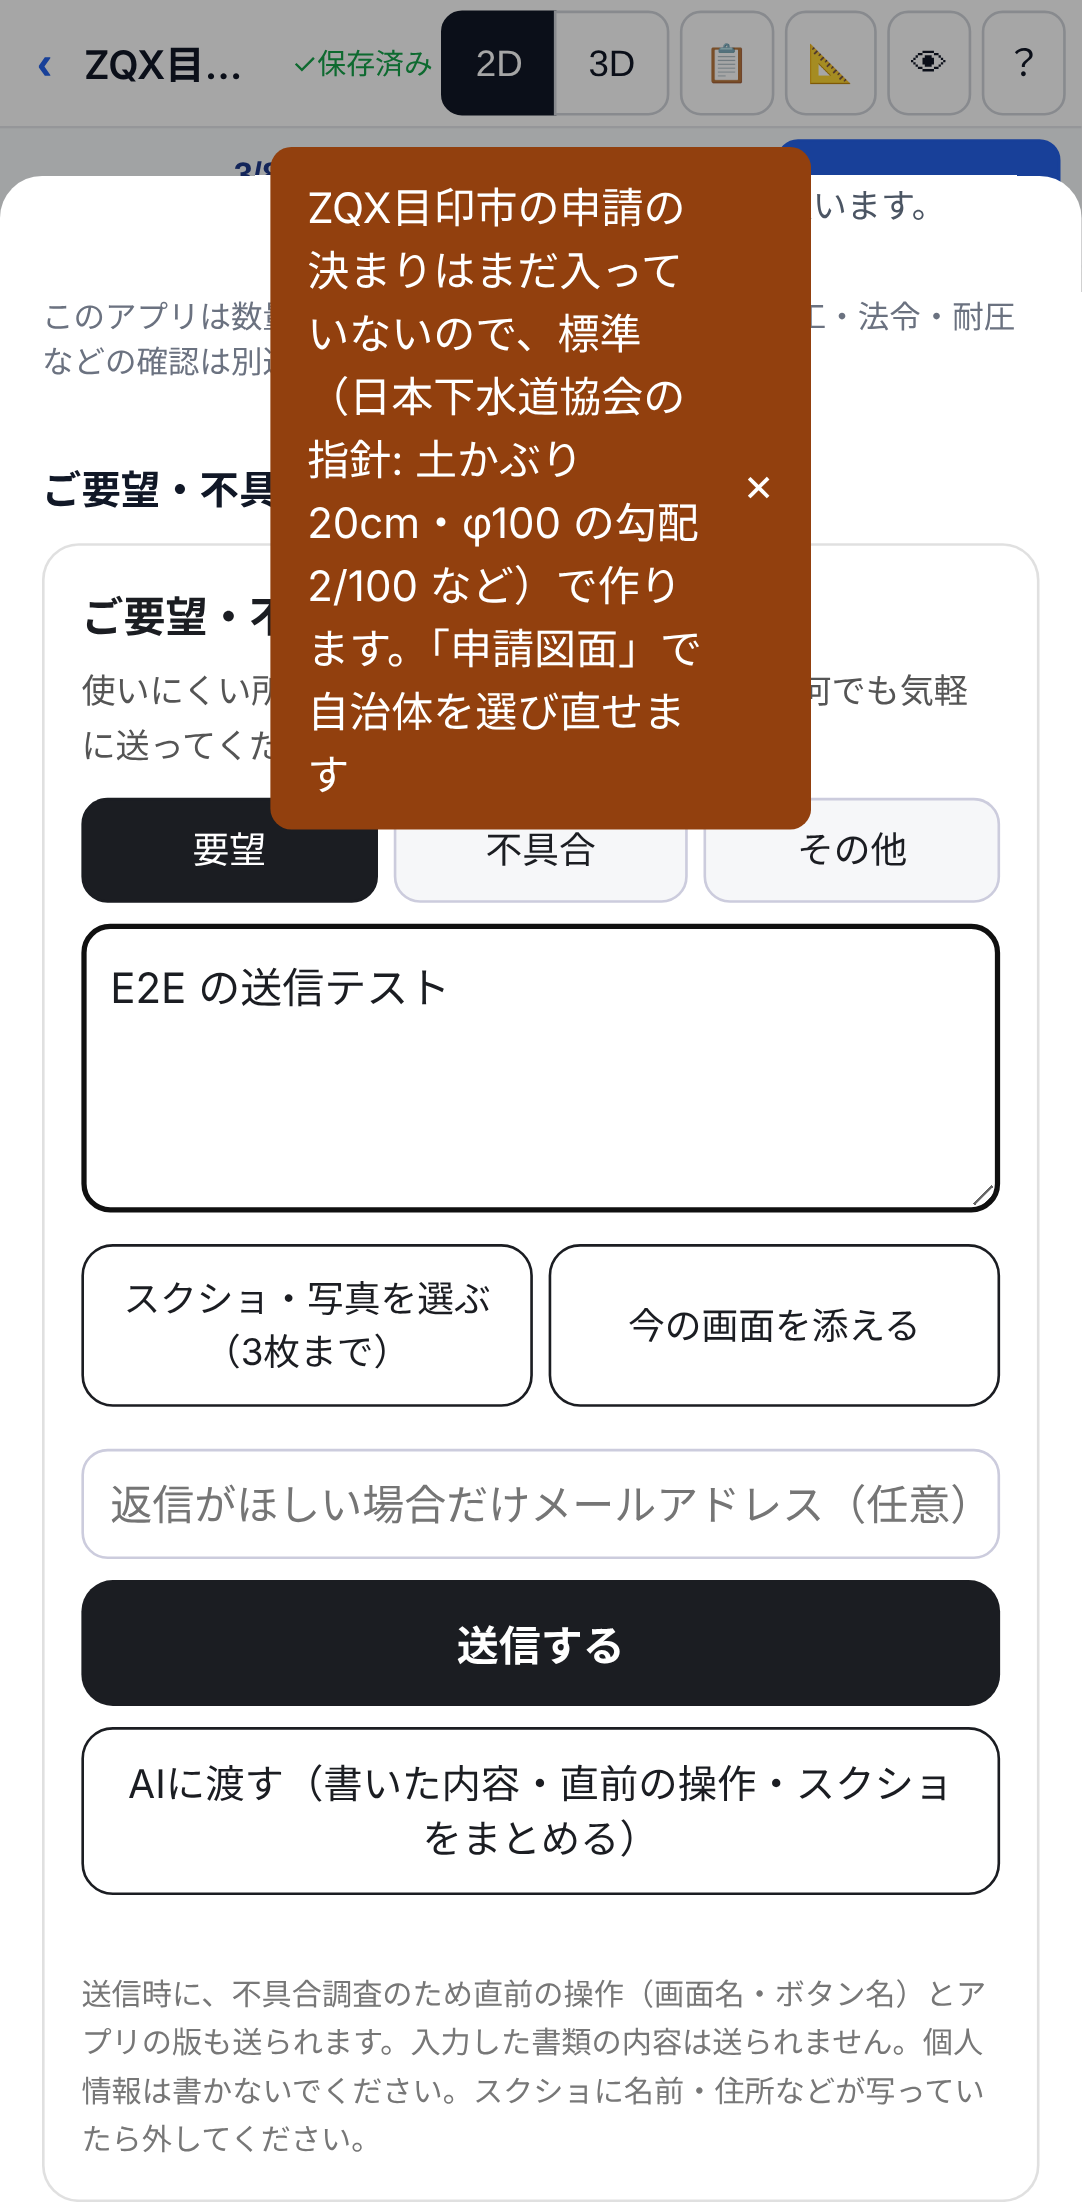 ‹ ZQX目… ✓保存済み 2D 3D ?
3/
います。
ZQX目印市の申請の
決まりはまだ入って
いないので、標準
（日本下水道協会の
指針: 土かぶり
20cm・φ100 の勾配
2/100 など）で作り
ます。「申請図面」で
自治体を選び直せま
す
×
このアプリは数 ・法令・耐圧
などの確認は別
ご要望・不具
ご要望・不
使いにくい所 何でも気軽
に送ってくだ
要望 不具合 その他
E2E の送信テスト
スクショ・写真を選ぶ
（3枚まで）
今の画面を添える
返信がほしい場合だけメールアドレス（任意）
送信する
AIに渡す（書いた内容・直前の操作・スクショ
をまとめる）
送信時に、不具合調査のため直前の操作（画面名・ボタン名）とア
プリの版も送られます。入力した書類の内容は送られません。個人
情報は書かないでください。スクショに名前・住所などが写ってい
たら外してください。